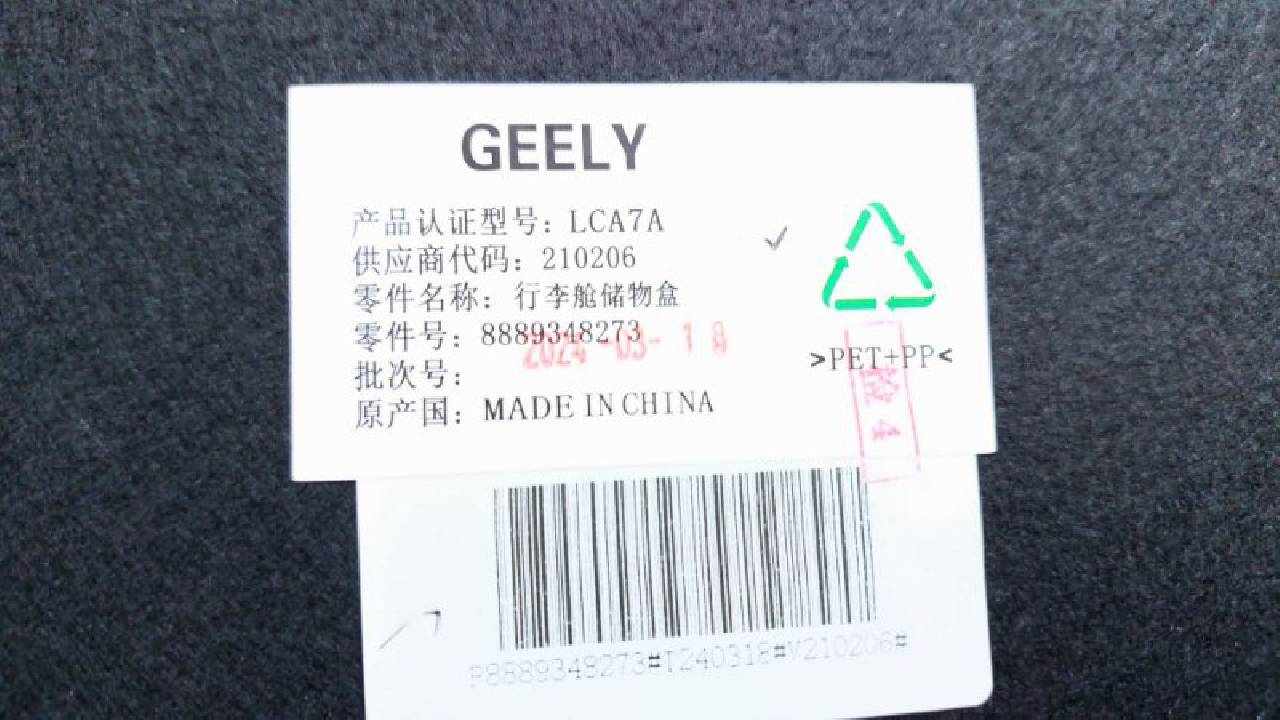 GEELY
产品认证型号：LCA7A
供应商代码：210206
零件名称：行李舱储物盒
零件号：8889348273
2024-03-18
批次号：
>PET+PP<
检4
原产国：MADE IN CHINA
P8889348273#T240318#V210206#